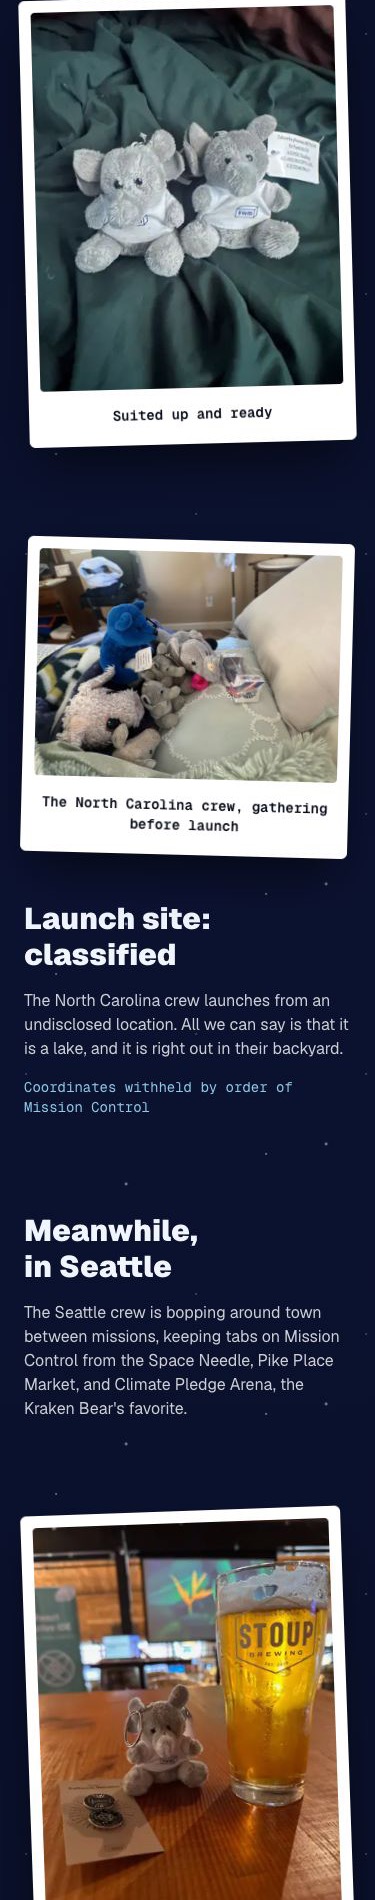 FWB
Suited up and ready
The North Carolina crew, gathering
before launch
Launch site:
classified
The North Carolina crew launches from an
undisclosed location. All we can say is that it
is a lake, and it is right out in their backyard.
Coordinates withheld by order of
Mission Control
Meanwhile,
in Seattle
The Seattle crew is bopping around town
between missions, keeping tabs on Mission
Control from the Space Needle, Pike Place
Market, and Climate Pledge Arena, the
Kraken Bear's favorite.
STOUP
BREWING